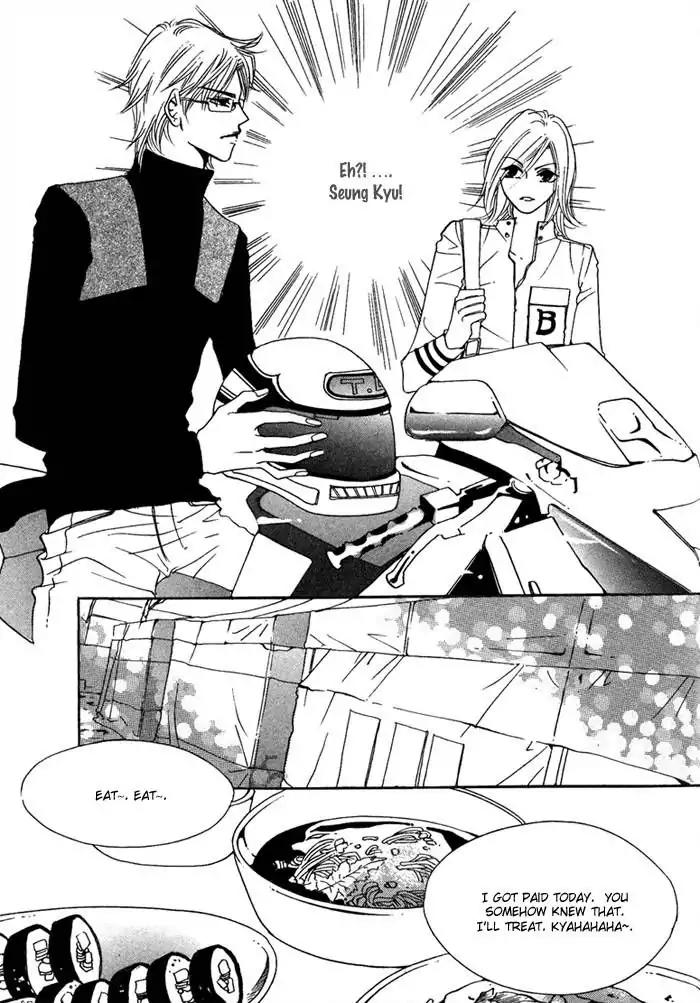 Eh?! ....
Seung Kyu!
B
EAT~. EAT~.
I GOT PAID TODAY. YOU
SOMEHOW KNEW THAT.
I'LL TREAT. KYAHAHAHA~.